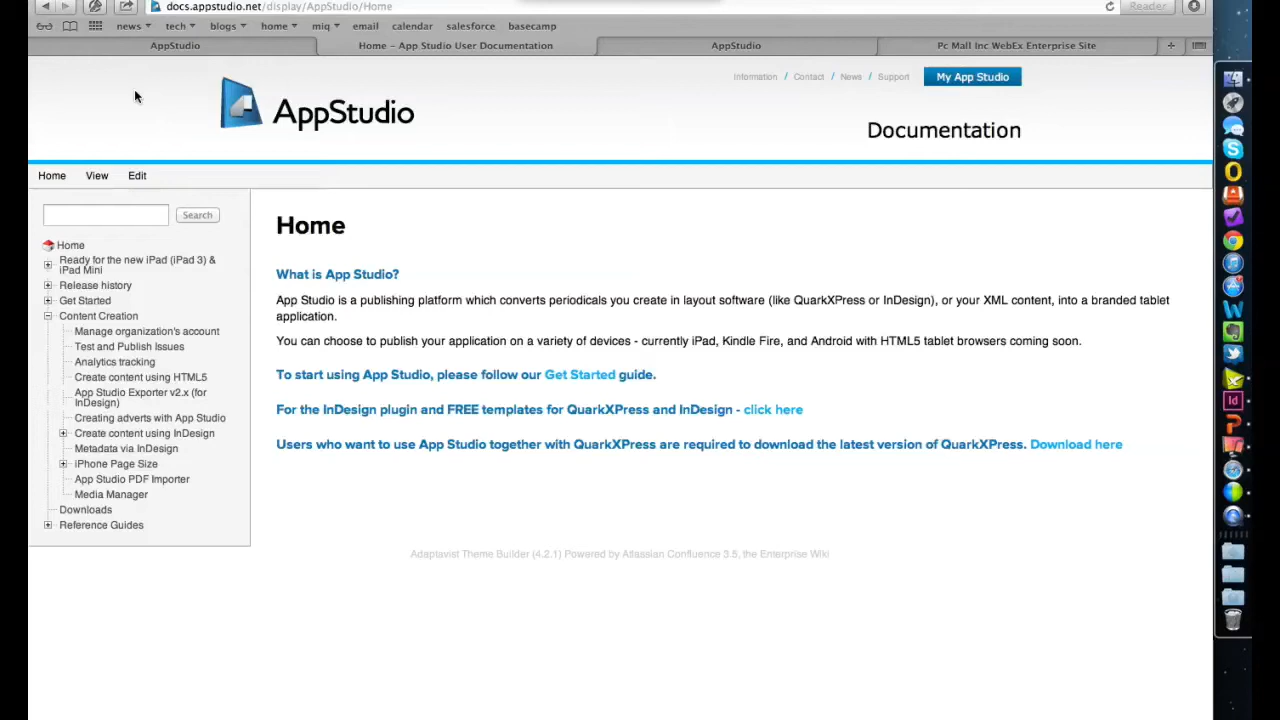 docs.appstudio.net/display/AppStudio/Home
Reader
news tech blogs home miq email calendar salesforce basecamp
AppStudio
Home – App Studio User Documentation
AppStudio
Pc Mall Inc WebEx Enterprise Site
Information / Contact / News / Support
My App Studio
AppStudio
Documentation
Home View Edit
Search
Home
Ready for the new iPad (iPad 3) &
iPad Mini
Release history
Get Started
Content Creation
Manage organization's account
Test and Publish Issues
Analytics tracking
Create content using HTML5
App Studio Exporter v2.x (for
InDesign)
Creating adverts with App Studio
Create content using InDesign
Metadata via InDesign
iPhone Page Size
App Studio PDF Importer
Media Manager
Downloads
Reference Guides
Home
What is App Studio?
App Studio is a publishing platform which converts periodicals you create in layout software (like QuarkXPress or InDesign), or your XML content, into a branded tablet
application.
You can choose to publish your application on a variety of devices - currently iPad, Kindle Fire, and Android with HTML5 tablet browsers coming soon.
To start using App Studio, please follow our Get Started guide.
For the InDesign plugin and FREE templates for QuarkXPress and InDesign - click here
Users who want to use App Studio together with QuarkXPress are required to download the latest version of QuarkXPress. Download here
Adaptavist Theme Builder (4.2.1) Powered by Atlassian Confluence 3.5, the Enterprise Wiki
Id